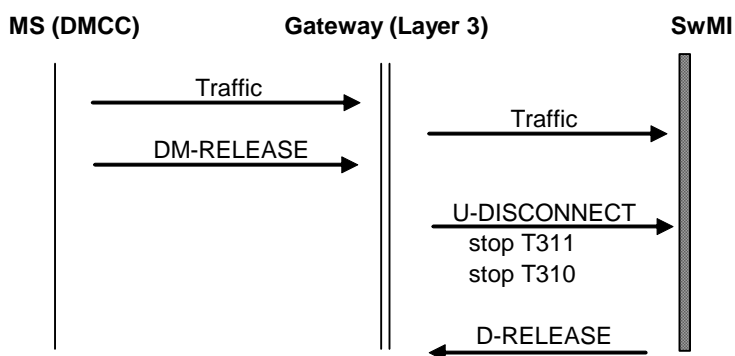 MS (DMCC) Gateway (Layer 3) SwMI
Traffic
Traffic
DM-RELEASE
U-DISCONNECT
stop T311
stop T310
D-RELEASE